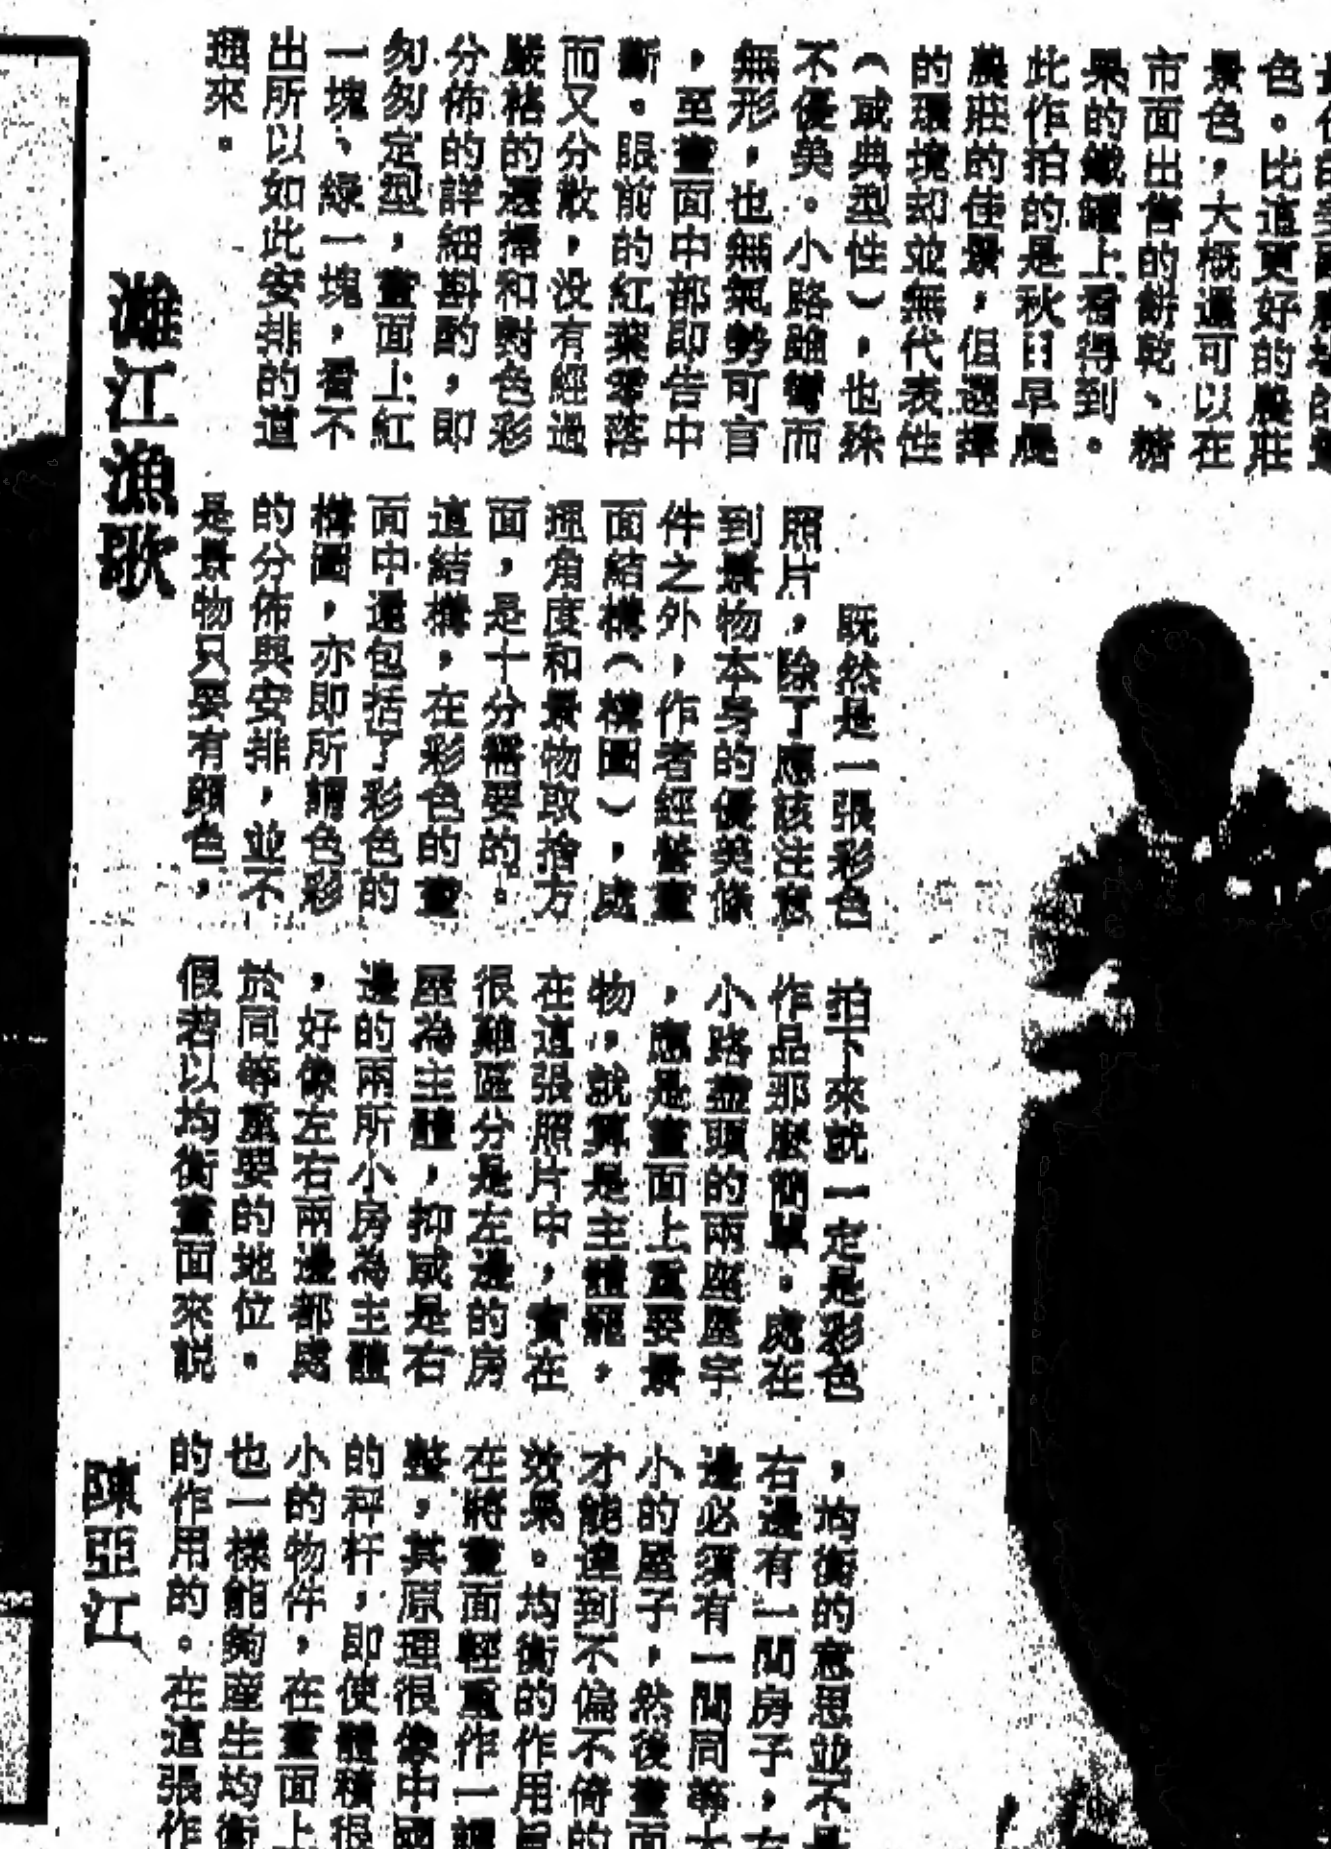 色。比這更好的農莊
景色,大概還可以在
市面出售的餅乾、糖
果的鐵罐上看得到。
此作拍的是秋日早晨
農莊的佳景,但選擇
的環境却並無代表性
(或典型性),也殊
不優美。小路雖彎而
無形,也無氣勢可言
,至畫面中部即告中
斷。眼前的紅葉零落
而又分散,没有經過
嚴格的選擇和對色彩
分佈的詳細斟酌,即
匆匆定型,畫面上紅
一塊、綠一塊,看不
出所以如此安排的道
理來。
既然是一張彩色
照片,除了應該注意
到景物本身的優美條
件之外,作者經營畫
面結構(構圖),處
理角度和景物取捨方
面,是十分需要的。
這結構,在彩色的畫
面中還包括了彩色的
構圖,亦即所謂色彩
的分佈與安排,並不
是景物只要有顏色,
拍下來就一定是彩色
作品那麼簡單。處在
小路盡頭的兩座屋宇
,應是畫面上重要景
物,就算是主體罷,
在這張照片中,實在
很難區分是左邊的房
屋為主體,抑或是右
邊的兩所小房為主體
,好像左右兩邊都處
於同等重要的地位。
假若以均衡畫面來說
,均衡的意思並不是
右邊有一間房子,左
邊必須有一間同等大
小的屋子,然後畫面
才能達到不偏不倚的
效果。均衡的作用旨
在將畫面輕重作一調
整,其原理很像中國
的秤杆,即使體積很
小的物件,在畫面上
也一樣能夠產生均衡
的作用的。在這張作
灕江漁歌
陳亞江